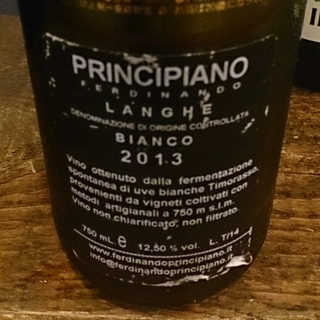 PRINCIPIANO
FERDINANDO
LANGHE
DENOMINAZIONE DI ORIGINE CONTROLLATA
BIANCO
2013
Vino ottenuto dalla fermentazione
spontanea di uve bianche Timorasso,
provenienti da vigneti coltivati con
metodi artigianali a 750 m s.l.m.
Vino non chiarificato, non filtrato.
750 mL. e 12,50 % vol. L. T/14
www.ferdinandoprincipiano.it
info@ferdinandoprincipiano.it